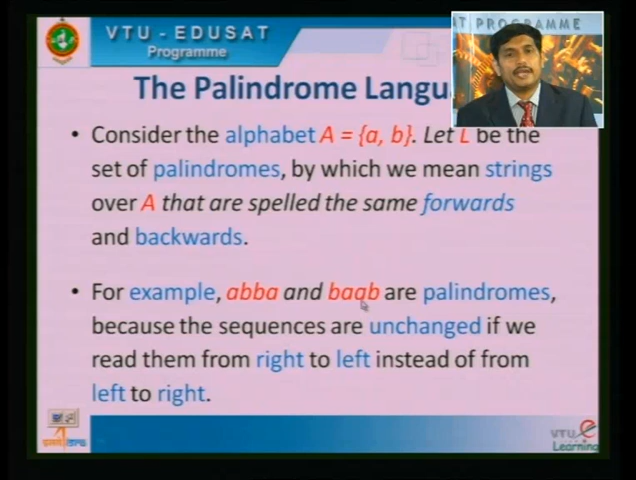 VTU - EDUSAT
Programme
AT PROGRAMME
The Palindrome Langu
• Consider the alphabet A = {a, b}. Let L be the
set of palindromes, by which we mean strings
over A that are spelled the same forwards
and backwards.
• For example, abba and baab are palindromes,
because the sequences are unchanged if we
read them from right to left instead of from
left to right.
VTU e
Learning